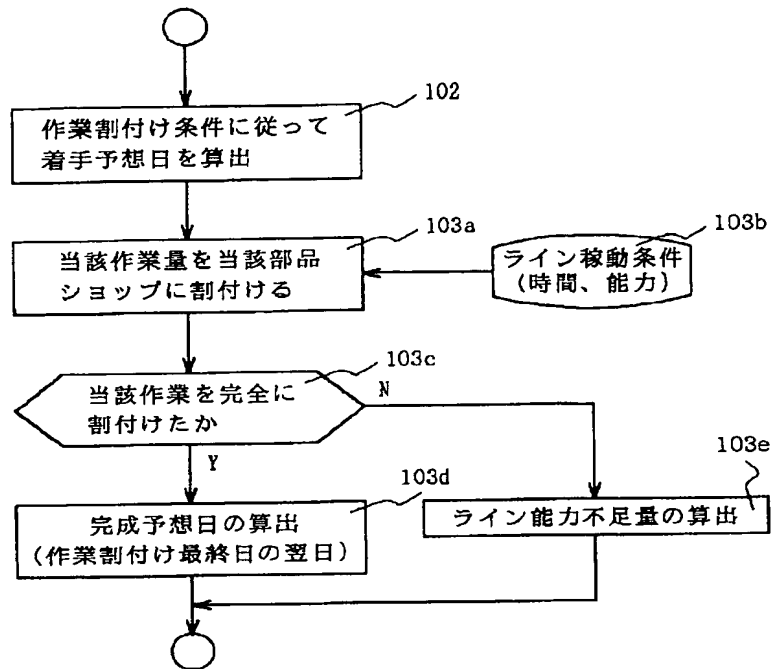 102
作業割付け条件に従って
着手予想日を算出
103a
103b
当該作業量を当該部品
ショップに割付ける
ライン稼動条件
(時間、能力)
103c
当該作業を完全に
割付けたか
N
Y
103d
103e
完成予想日の算出
(作業割付け最終日の翌日)
ライン能力不足量の算出